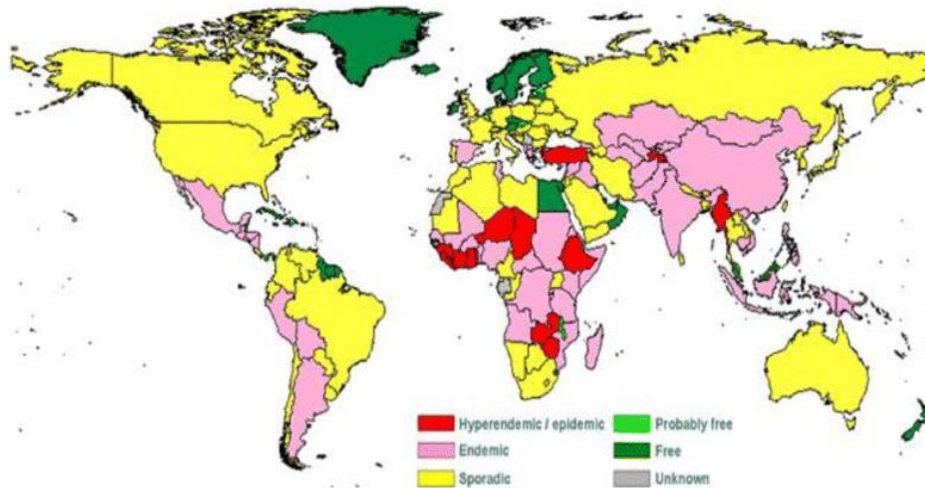 Hyperendemic / epidemic
Endemic
Sporadic
Probably free
Free
Unknown